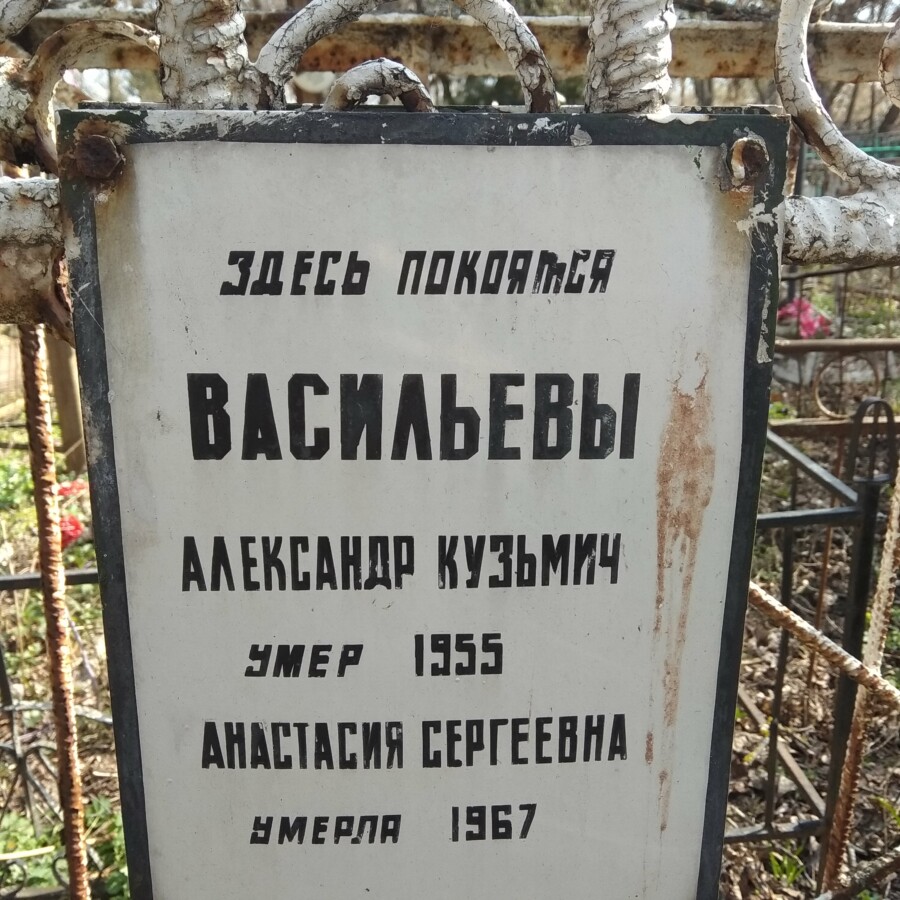 ЗДЕСЬ ПОКОЯТСЯ
ВАСИЛЬЕВЫ
АЛЕКСАНДР КУЗЬМИЧ
УМЕР 1955
АНАСТАСИЯ СЕРГЕЕВНА
УМЕРЛА 1967